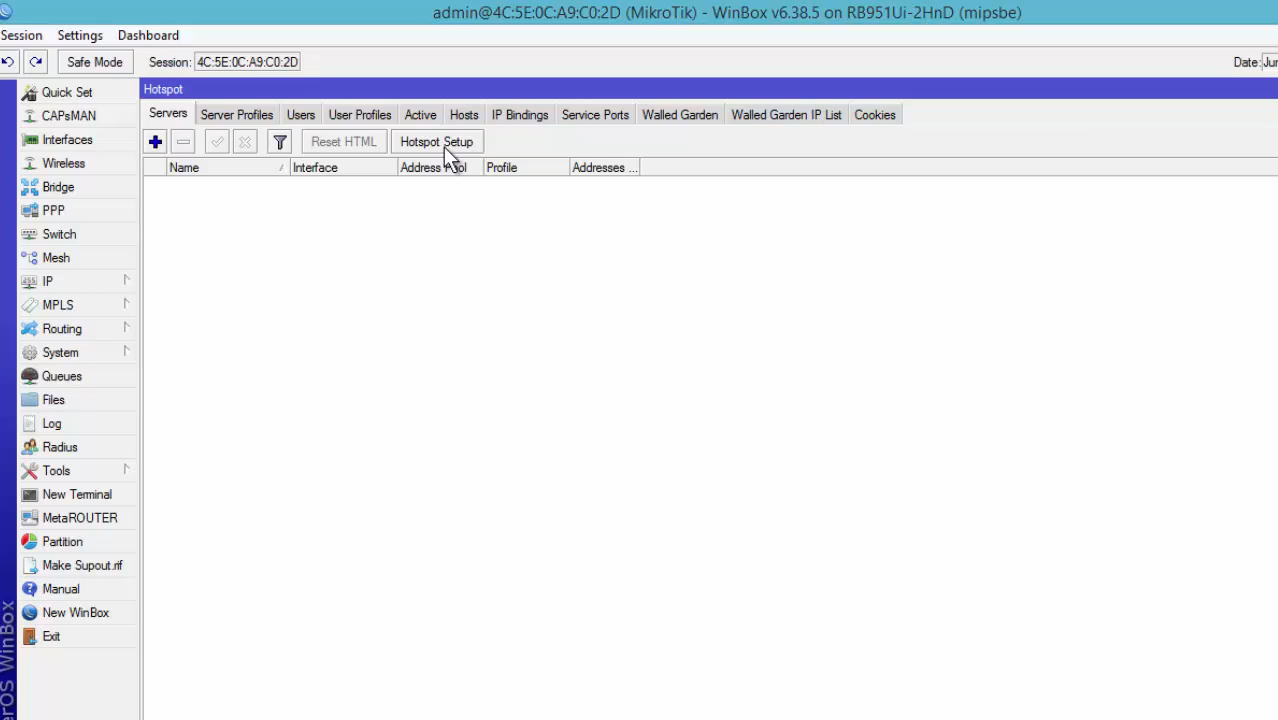 admin@4C:5E:0C:A9:C0:2D (MikroTik) - WinBox v6.38.5 on RB951Ui-2HnD (mipsbe)
Session Settings Dashboard
Safe Mode Session: 4C:5E:0C:A9:C0:2D Date:
Hotspot
Servers Server Profiles Users User Profiles Active Hosts IP Bindings Service Ports Walled Garden Walled Garden IP List Cookies
Reset HTML Hotspot Setup
Name Interface Address Profile Addresses ...
Quick Set
CAPsMAN
Interfaces
Wireless
Bridge
PPP
Switch
Mesh
IP
MPLS
Routing
System
Queues
Files
Log
Radius
Tools
New Terminal
MetaROUTER
Partition
Make Supout.rif
Manual
New WinBox
Exit
WinBox